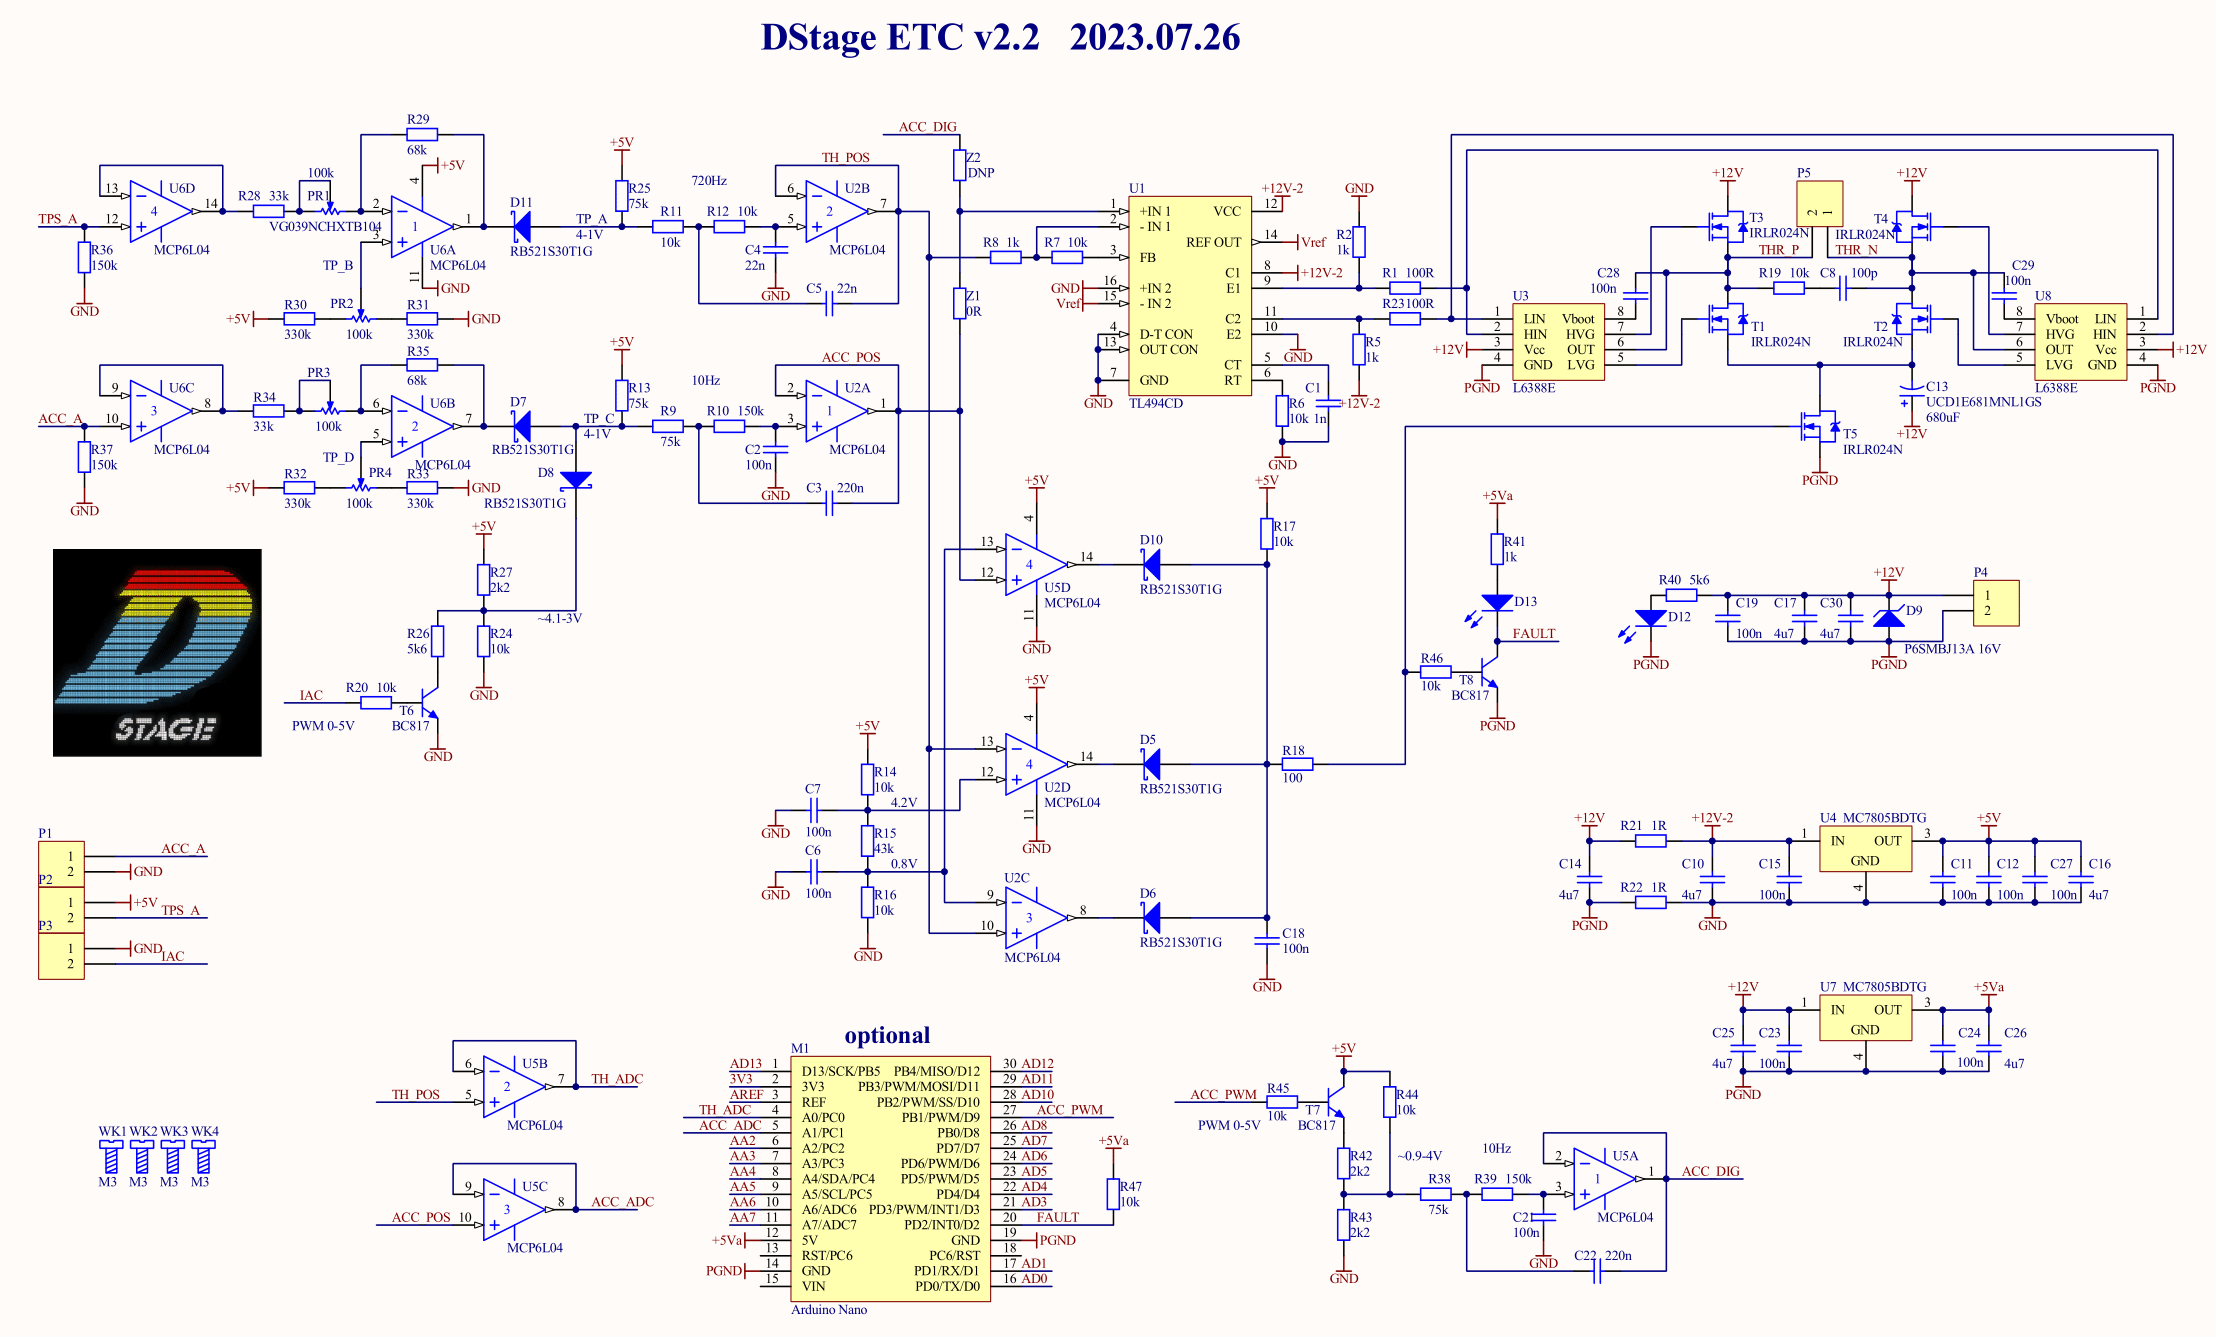 DStage ETC v2.2 2023.07.26
R29
68k
+5V
4
100k
13
12
4
14
U6D
MCP6L04
R28 33k
PR1
VG039NCHXTB104
2
3
1
1
U6A
MCP6L04
11
GND
TPS_A
R36
150k
GND
TP_B
+5V
R30
330k
PR2
100k
R31
330k
GND
D11
RB521S30T1G
TP_A
4-1V
+5V
R25
75k
R11
10k
720Hz
R12 10k
C4
22n
GND
C5 22n
TH_POS
6
5
2
7
U2B
MCP6L04
R35
68k
9
10
3
8
U6C
MCP6L04
ACC_A
R37
150k
GND
R34
33k
PR3
100k
6
5
2
7
U6B
MCP6L04
TP_D
+5V
R32
330k
PR4
100k
R33
330k
GND
D7
RB521S30T1G
TP_C
4-1V
D8
RB521S30T1G
+5V
R13
75k
R9
75k
10Hz
R10 150k
C2
100n
GND
C3 220n
ACC_POS
2
3
1
1
U2A
MCP6L04
ACC_DIG
Z2
DNP
Z1
0R
R8 1k
R7 10k
GND
Vref
GND
U1
1 +IN 1
2 - IN 1
3 FB
16 +IN 2
15 - IN 2
4 D-T CON
13 OUT CON
7 GND
VCC 12
REF OUT 14
C1 8
E1 9
C2 11
E2 10
CT 5
RT 6
TL494CD
+12V-2
Vref
+12V-2
GND
R2
1k
R1 100R
R23 100R
R5
1k
+12V-2
GND
C1
1n
R6
10k
GND
U3
1 LIN
2 HIN
3 Vcc
4 GND
Vboot 8
HVG 7
OUT 6
LVG 5
L6388E
+12V
PGND
C28
100n
+12V
T3
IRLR024N
P5
2
1
THR_P
THR_N
+12V
T4
IRLR024N
R19 10k
C8 100p
T1
IRLR024N
T2
IRLR024N
C29
100n
U8
8 Vboot
7 HVG
6 OUT
5 LVG
LIN 1
HIN 2
Vcc 3
GND 4
L6388E
+12V
PGND
C13
UCD1E681MNL1GS
680uF
+12V
T5
IRLR024N
PGND
STAGE
+5V
R27
2k2
~4.1-3V
R26
5k6
R24
10k
GND
IAC
PWM 0-5V
R20 10k
T6
BC817
GND
+5V
4
13
12
4
14
U5D
MCP6L04
11
GND
D10
RB521S30T1G
+5V
R17
10k
+5V
4
13
12
4
14
U2D
MCP6L04
11
GND
D5
RB521S30T1G
R18
100
+5V
R14
10k
4.2V
C7
100n
GND
R15
43k
0.8V
C6
100n
GND
R16
10k
GND
U2C
9
10
3
8
MCP6L04
D6
RB521S30T1G
C18
100n
GND
+5Va
R41
1k
D13
FAULT
R46
10k
T8
BC817
PGND
R40 5k6
D12
PGND
C19
100n
C17
4u7
C30
4u7
+12V
D9
P6SMBJ13A 16V
PGND
P4
1
2
P1
1
2
ACC_A
GND
P2
1
2
+5V
TPS_A
P3
1
2
GND
IAC
+12V
R21 1R
+12V-2
U4 MC7805BDTG
1 IN OUT 3
GND
4
+5V
C14
4u7
R22 1R
C10
4u7
C15
100n
C11
100n
C12
100n
C27
100n
C16
4u7
PGND
GND
+12V
U7 MC7805BDTG
1 IN OUT 3
GND
4
+5Va
C25
4u7
C23
100n
C24
100n
C26
4u7
PGND
WK1 WK2 WK3 WK4
M3 M3 M3 M3
TH_POS
6
5
2
7
U5B
MCP6L04
TH_ADC
ACC_POS
9
10
3
8
U5C
MCP6L04
ACC_ADC
optional
M1
AD13 1 D13/SCK/PB5 PB4/MISO/D12 30 AD12
3V3 2 3V3 PB3/PWM/MOSI/D11 29 AD11
AREF 3 REF PB2/PWM/SS/D10 28 AD10
TH_ADC 4 A0/PC0 PB1/PWM/D9 27 ACC_PWM
ACC_ADC 5 A1/PC1 PB0/D8 26 AD8
AA2 6 A2/PC2 PD7/D7 25 AD7
AA3 7 A3/PC3 PD6/PWM/D6 24 AD6
AA4 8 A4/SDA/PC4 PD5/PWM/D5 23 AD5
AA5 9 A5/SCL/PC5 PD4/D4 22 AD4
AA6 10 A6/ADC6 PD3/PWM/INT1/D3 21 AD3
AA7 11 A7/ADC7 PD2/INT0/D2 20 FAULT
+5Va 12 5V GND 19 PGND
13 RST/PC6 PC6/RST 18
PGND 14 GND PD1/RX/D1 17 AD1
15 VIN PD0/TX/D0 16 AD0
Arduino Nano
+5Va
R47
10k
ACC_PWM
PWM 0-5V
R45
10k
+5V
T7
BC817
R44
10k
R42
2k2
~0.9-4V
R43
2k2
GND
R38
75k
10Hz
R39 150k
C21
100n
GND
C22 220n
2
3
1
1
U5A
MCP6L04
ACC_DIG